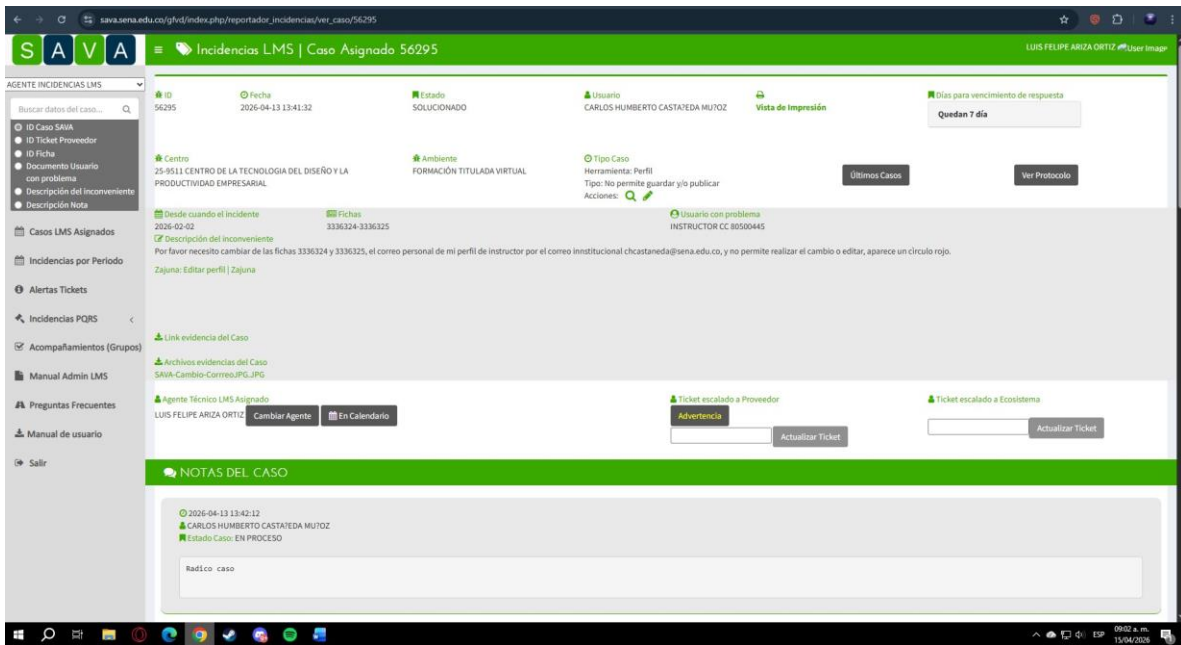 sava.sena.edu.co/gfvd/index.php/reportador_incidencias/ver_caso/56295
SAVA
Incidencias LMS | Caso Asignado 56295
LUIS FELIPE ARIZA ORTIZ User Image
AGENTE INCIDENCIAS LMS
Buscar datos del caso...
ID Caso SAVA
ID Ticket Proveedor
ID Ficha
Documento Usuario
con problema
Descripción del inconveniente
Descripción Nota
Casos LMS Asignados
Incidencias por Periodo
Alertas Tickets
Incidencias PQRS
Acompañamientos (Grupos)
Manual Admin LMS
Preguntas Frecuentes
Manual de usuario
Salir
ID
56295
Fecha
2026-04-13 13:41:32
Estado
SOLUCIONADO
Usuario
CARLOS HUMBERTO CASTA?EDA MU?OZ
Vista de Impresión
Días para vencimiento de respuesta
Quedan 7 día
Centro
25-9511 CENTRO DE LA TECNOLOGIA DEL DISEÑO Y LA
PRODUCTIVIDAD EMPRESARIAL
Ambiente
FORMACIÓN TITULADA VIRTUAL
Tipo Caso
Herramienta: Perfil
Tipo: No permite guardar y/o publicar
Acciones:
Últimos Casos
Ver Protocolo
Desde cuando el incidente
2026-02-02
Fichas
3336324-3336325
Usuario con problema
INSTRUCTOR CC 80500445
Descripción del inconveniente
Por favor necesito cambiar de las fichas 3336324 y 3336325, el correo personal de mi perfil de instructor por el correo innstitucional chcastaneda@sena.edu.co, y no permite realizar el cambio o editar, aparece un círculo rojo.
Zajuna: Editar perfil | Zajuna
Link evidencia del Caso
Archivos evidencias del Caso
SAVA-Cambio-CorrreoJPG.JPG
Agente Técnico LMS Asignado
LUIS FELIPE ARIZA ORTIZ
Cambiar Agente
En Calendario
Ticket escalado a Proveedor
Advertencia
Actualizar Ticket
Ticket escalado a Ecosistema
Actualizar Ticket
NOTAS DEL CASO
2026-04-13 13:42:12
CARLOS HUMBERTO CASTA?EDA MU?OZ
Estado Caso: EN PROCESO
Radico caso
ESP
09:02 a. m.
15/04/2026